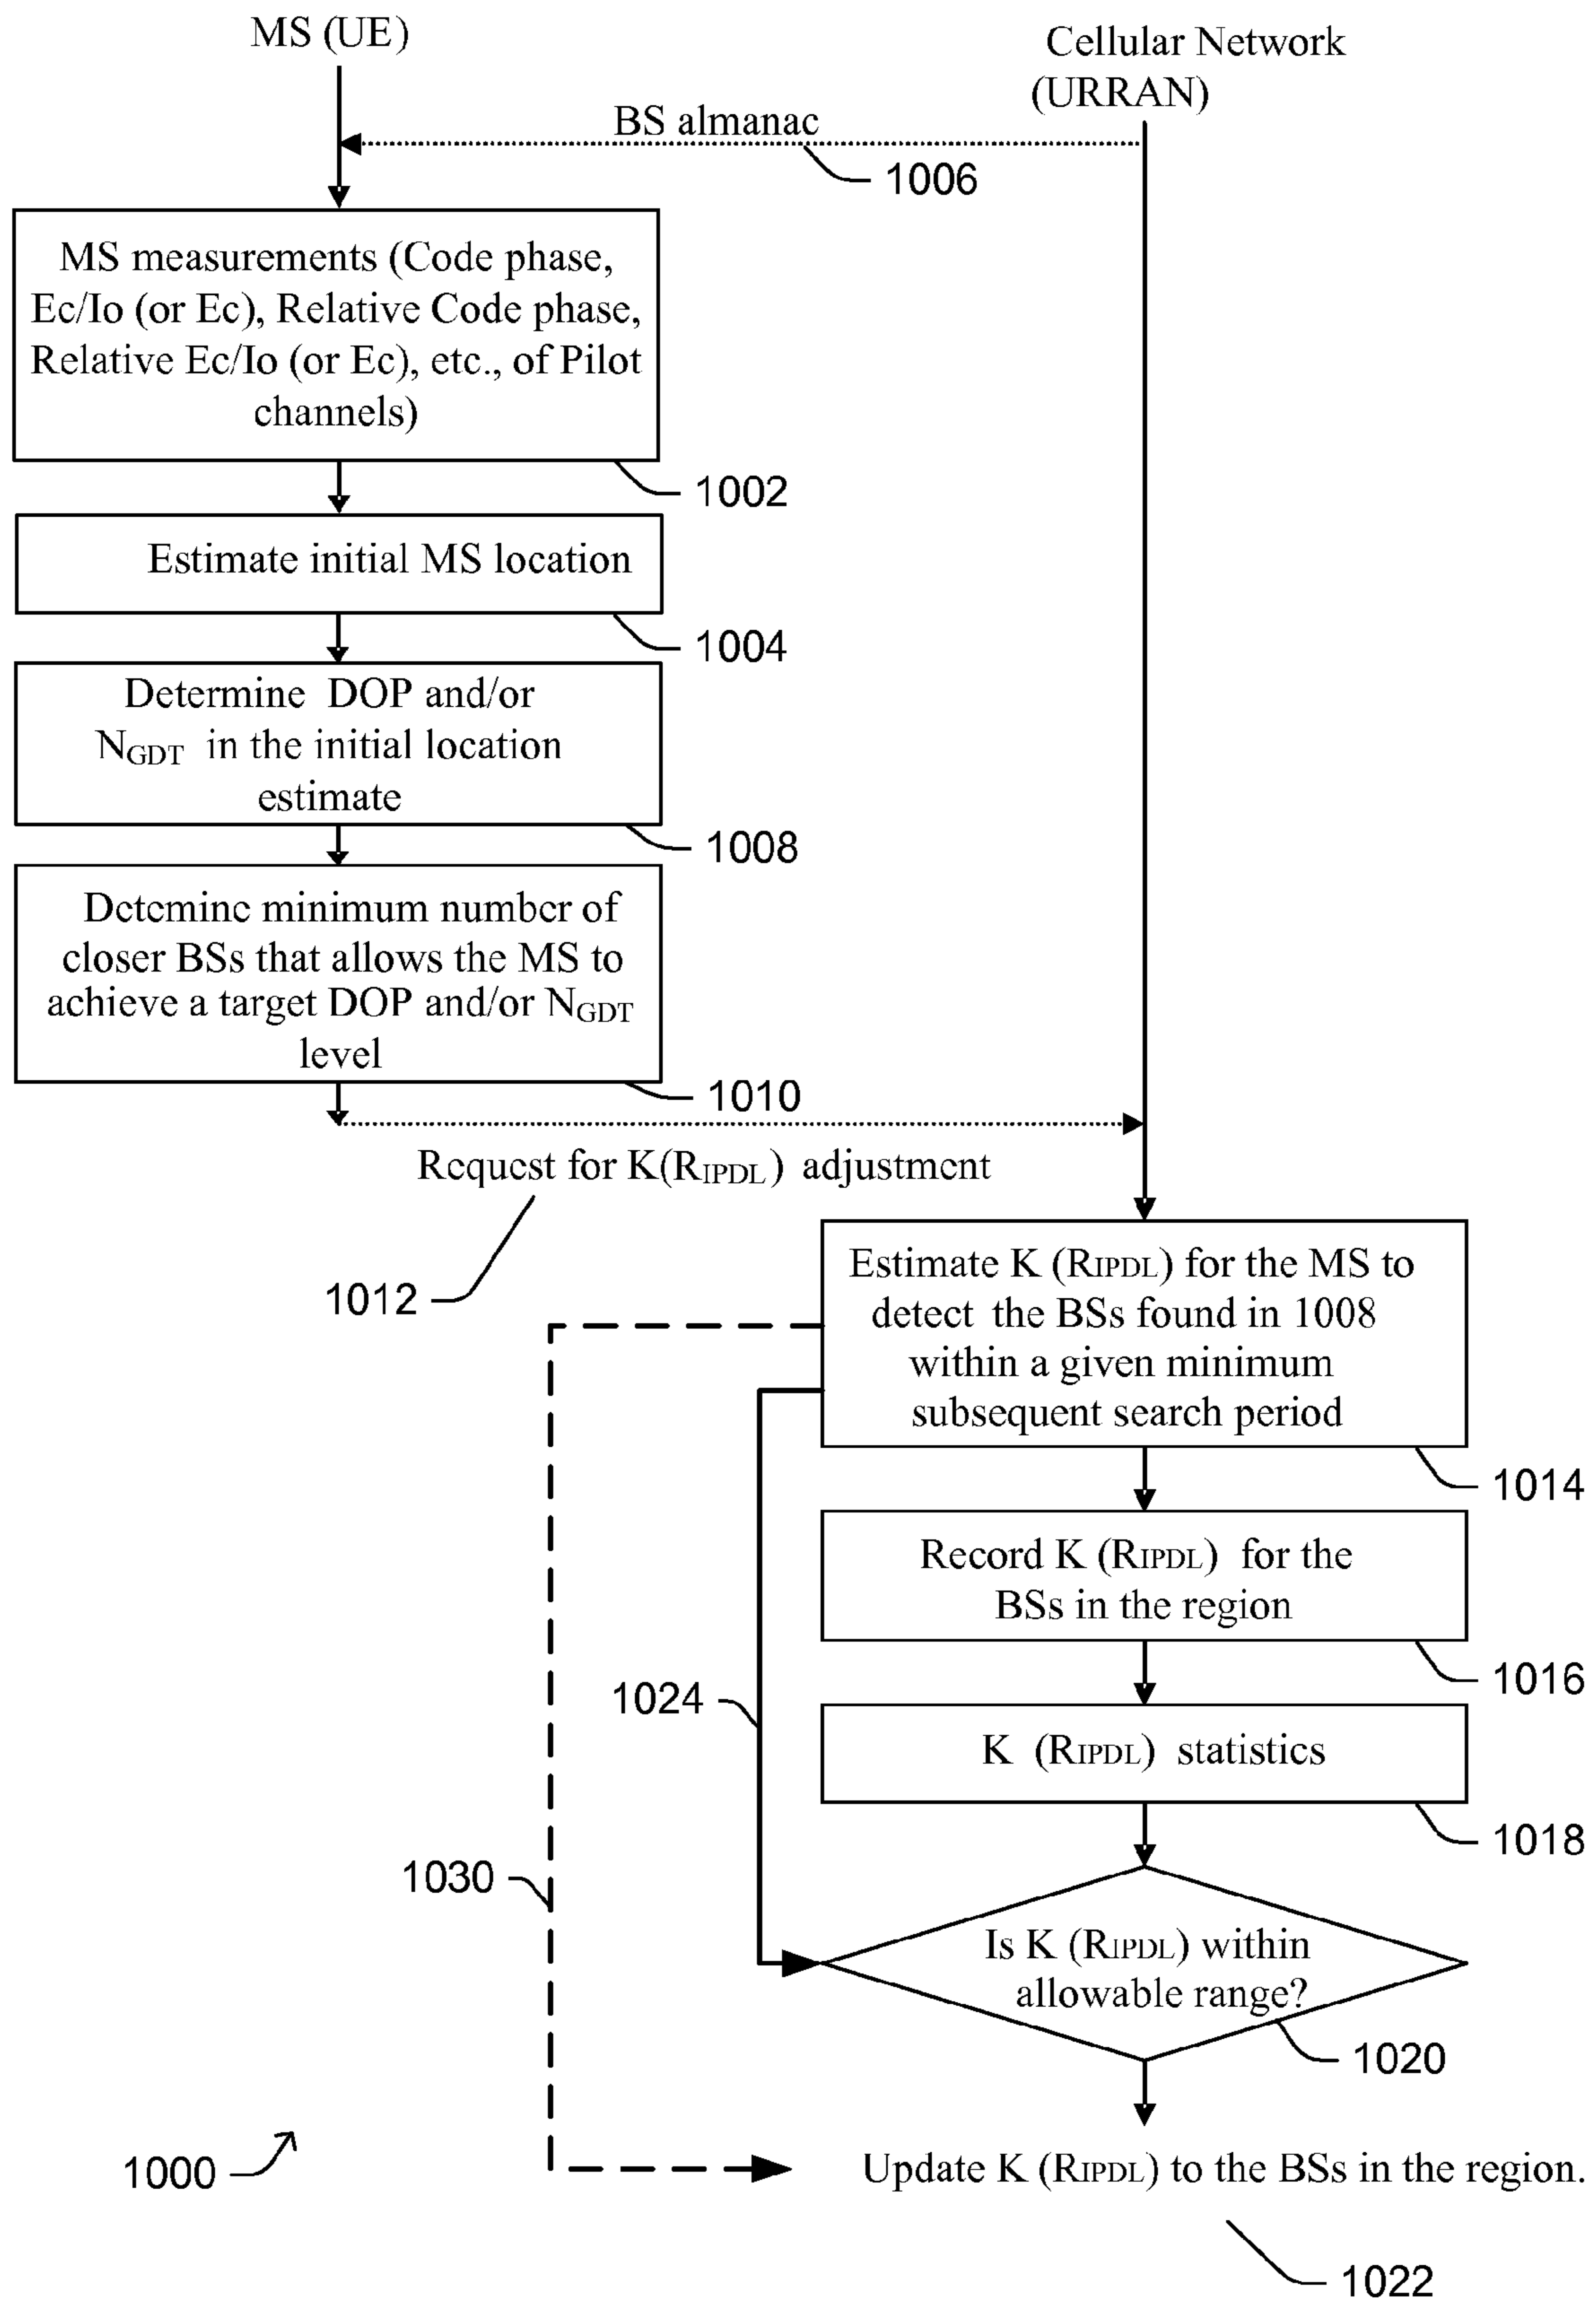 MS (UE)
Cellular Network
(URRAN)
BS almanac
1006
MS measurements (Code phase,
Ec/Io (or Ec), Relative Code phase,
Relative Ec/Io (or Ec), etc., of Pilot
channels)
1002
Estimate initial MS location
1004
Determine DOP and/or
NGDT in the initial location
estimate
1008
Detemine minimum number of
closer BSs that allows the MS to
achieve a target DOP and/or NGDT
level
1010
Request for K(RIPDL) adjustment
1012
Estimate K (RIPDL) for the MS to
detect the BSs found in 1008
within a given minimum
subsequent search period
1014
Record K (RIPDL) for the
BSs in the region
1016
1024
K (RIPDL) statistics
1018
1030
Is K (RIPDL) within
allowable range?
1020
1000
Update K (RIPDL) to the BSs in the region.
1022